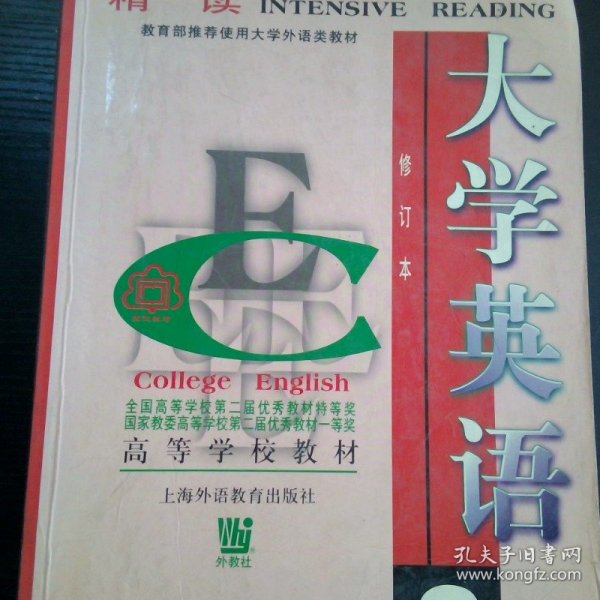 精 读 INTENSIVE READING
教育部推荐使用大学外语类教材
大学英语
修订本
E
C
College English
全国高等学校第二届优秀教材特等奖
国家教委高等学校第二届优秀教材一等奖
高等学校教材
上海外语教育出版社
Why
外教社
孔夫子旧书网
www.kongfz.com